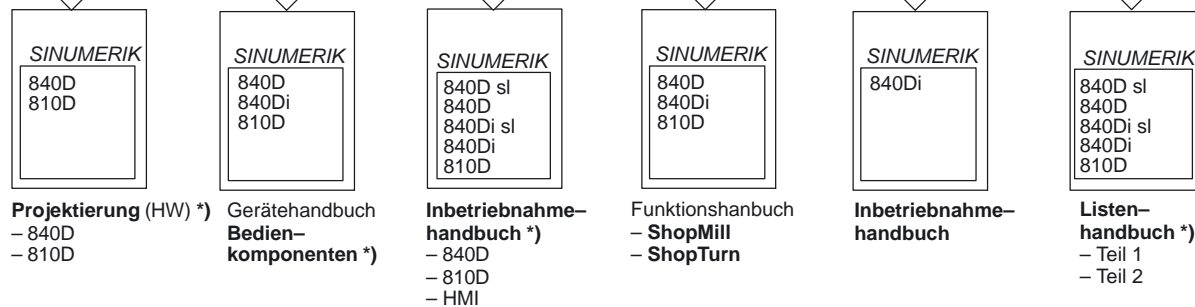 SINUMERIK
840D
810D
Projektierung (HW) *)
– 840D
– 810D
SINUMERIK
840D
840Di
810D
Gerätehandbuch
Bedien–
komponenten *)
SINUMERIK
840D sl
840D
840Di sl
840Di
810D
Inbetriebnahme–
handbuch *)
– 840D
– 810D
– HMI
SINUMERIK
840D
840Di
810D
Funktionshanbuch
– ShopMill
– ShopTurn
SINUMERIK
840Di
Inbetriebnahme–
handbuch
SINUMERIK
840D sl
840D
840Di sl
840Di
810D
Listen–
handbuch *)
– Teil 1
– Teil 2